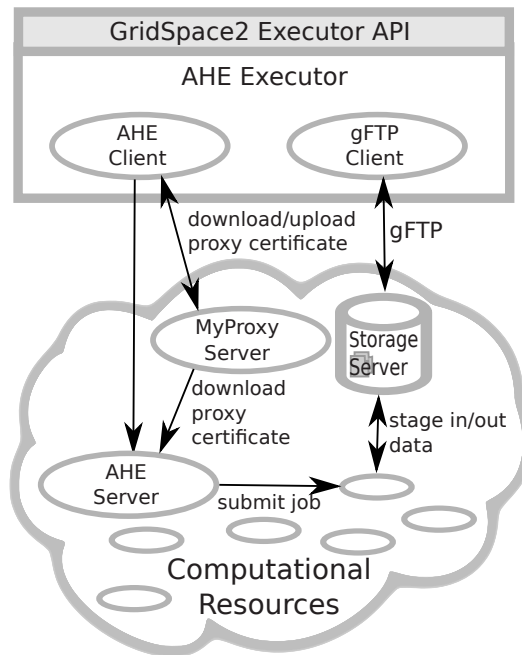 GridSpace2 Executor API
AHE Executor
AHE
Client
gFTP
Client
download/upload
proxy certificate
gFTP
MyProxy
Server
Storage
Server
download
proxy
certificate
stage in/out
data
AHE
Server
submit job
Computational
Resources